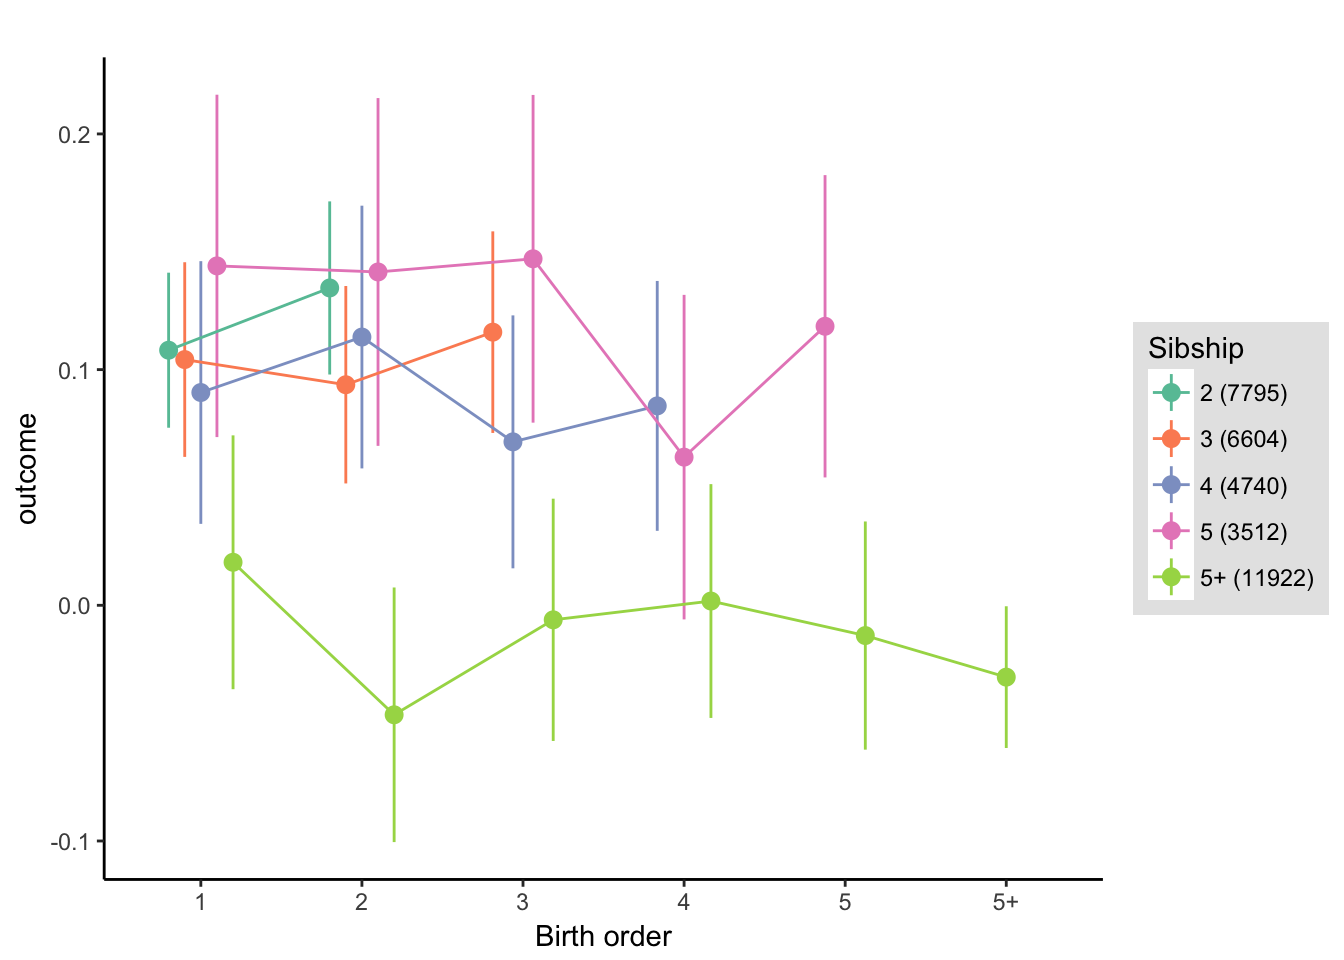 0.2
0.1
0.0
-0.1
outcome
1 2 3 4 5 5+
Birth order
Sibship
2 (7795)
3 (6604)
4 (4740)
5 (3512)
5+ (11922)